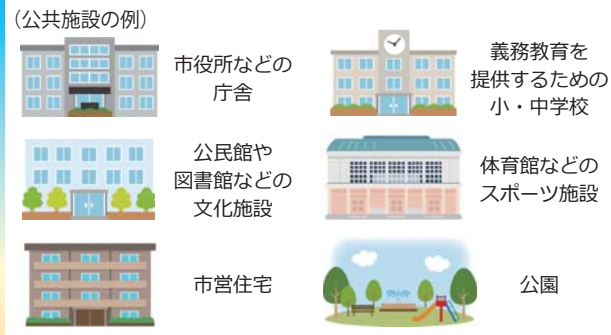 （公共施設の例）
市役所などの
庁舎
義務教育を
提供するための
小・中学校
公民館や
図書館などの
文化施設
体育館などの
スポーツ施設
市営住宅
公園